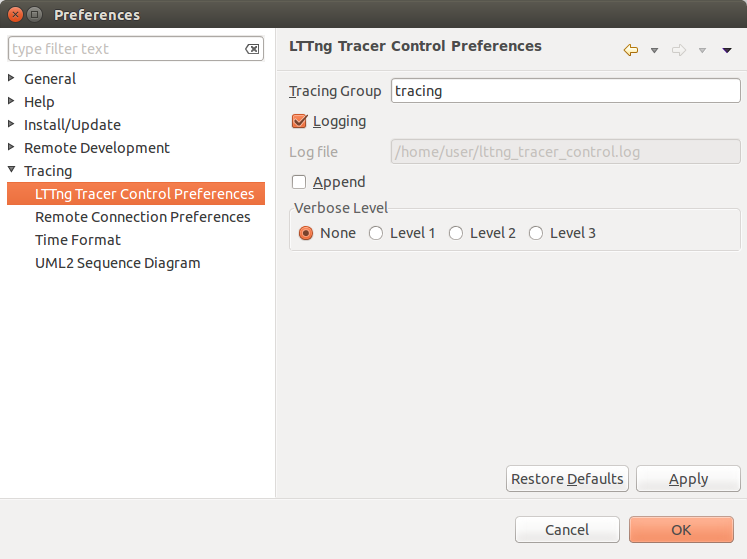 Preferences
type filter text
General
Help
Install/Update
Remote Development
Tracing
LTTng Tracer Control Preferences
Remote Connection Preferences
Time Format
UML2 Sequence Diagram
LTTng Tracer Control Preferences
Tracing Group tracing
Logging
Log file /home/user/lttng_tracer_control.log
Append
Verbose Level
None Level 1 Level 2 Level 3
Restore Defaults Apply
Cancel OK